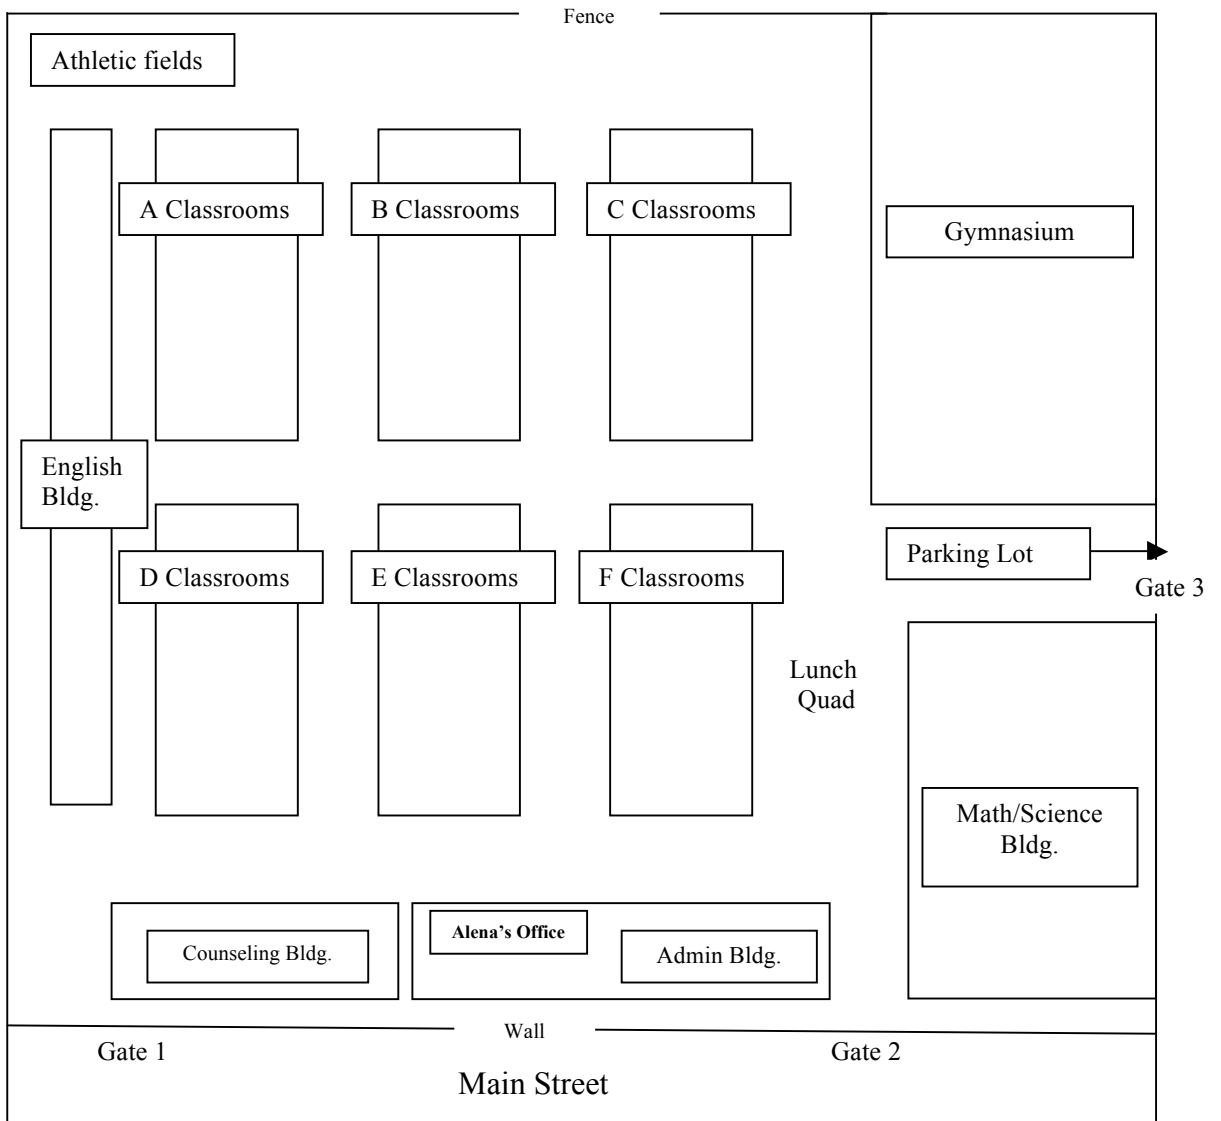 Fence
Athletic fields
A Classrooms
B Classrooms
C Classrooms
Gymnasium
English
Bldg.
Parking Lot
Gate 3
D Classrooms
E Classrooms
F Classrooms
Lunch
Quad
Math/Science
Bldg.
Alena's Office
Counseling Bldg.
Admin Bldg.
Wall
Gate 1
Gate 2
Main Street